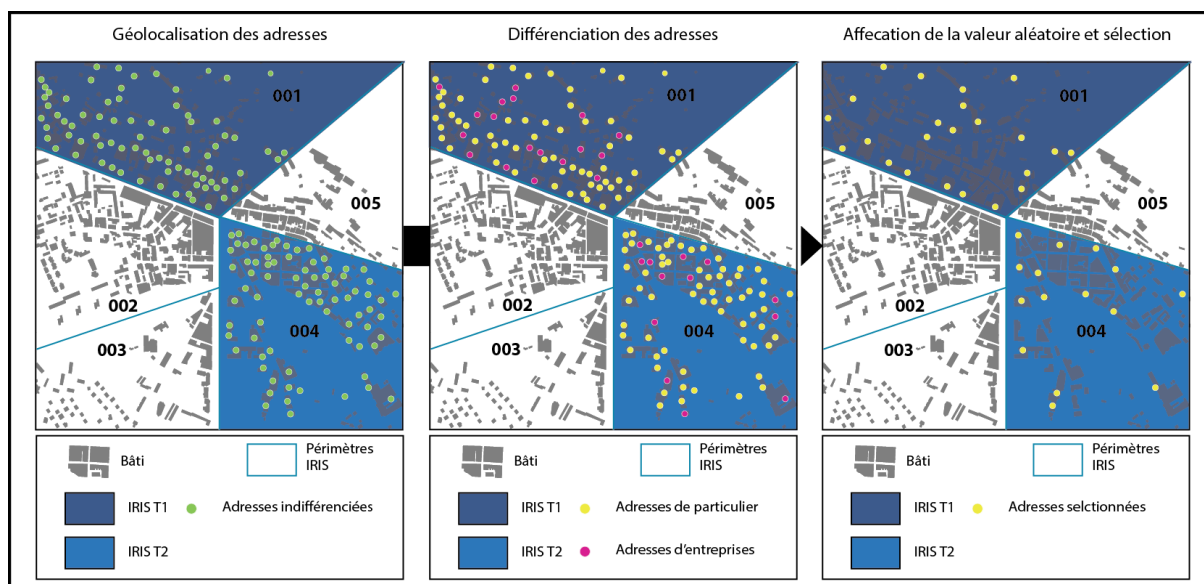 Géolocalisation des adresses
Différenciation des adresses
Affecation de la valeur aléatoire et sélection
001
005
002
004
003
001
005
002
004
003
001
005
002
004
003
Bâti
Périmètres
IRIS
IRIS T1
Adresses indifférenciées
IRIS T2
Bâti
Périmètres
IRIS
IRIS T1
Adresses de particulier
IRIS T2
Adresses d'entreprises
Bâti
Périmètres
IRIS
IRIS T1
Adresses selctionnées
IRIS T2